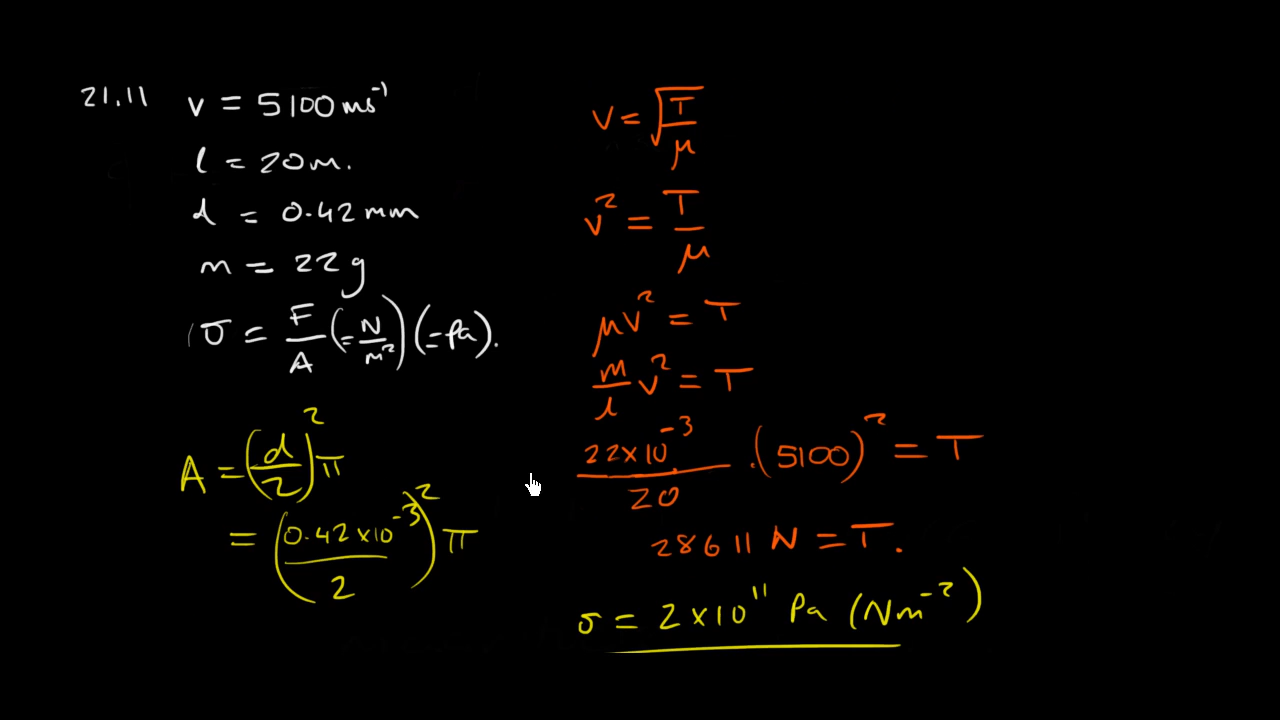 21.11 v = 5100 ms⁻¹
l = 20 m.
d = 0.42 mm
m = 22 g
σ = F/A (= N/m²) (= Pa).
A = (d/2)² π
= (0.42 × 10⁻³ / 2)² π
v = √(T/μ)
v² = T/μ
μv² = T
m/l v² = T
22 × 10⁻³ / 20 . (5100)² = T
28611 N = T.
σ = 2 × 10¹¹ Pa (Nm⁻²)